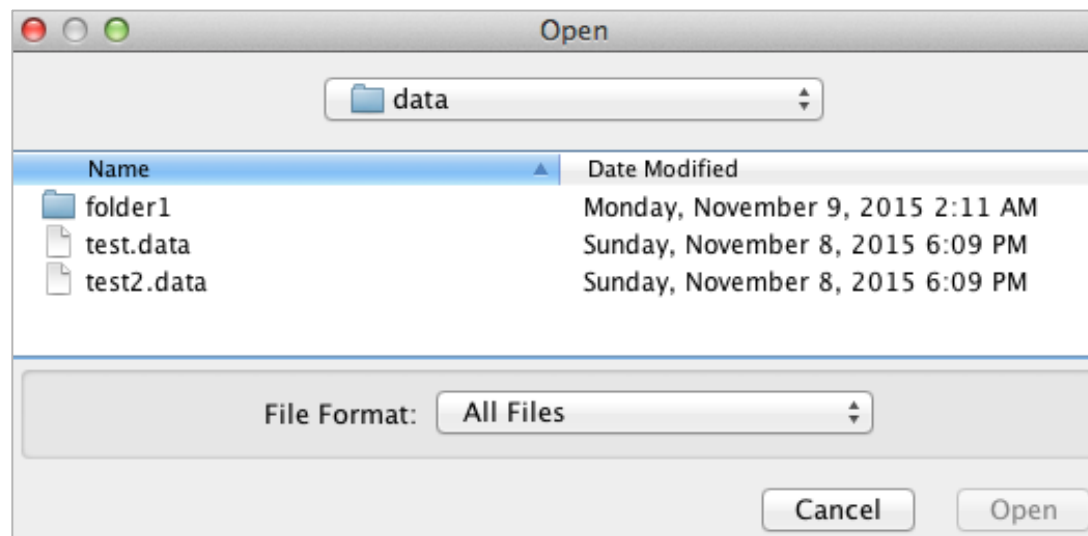 Open
data
Name Date Modified
folder1 Monday, November 9, 2015 2:11 AM
test.data Sunday, November 8, 2015 6:09 PM
test2.data Sunday, November 8, 2015 6:09 PM
File Format: All Files
Cancel Open